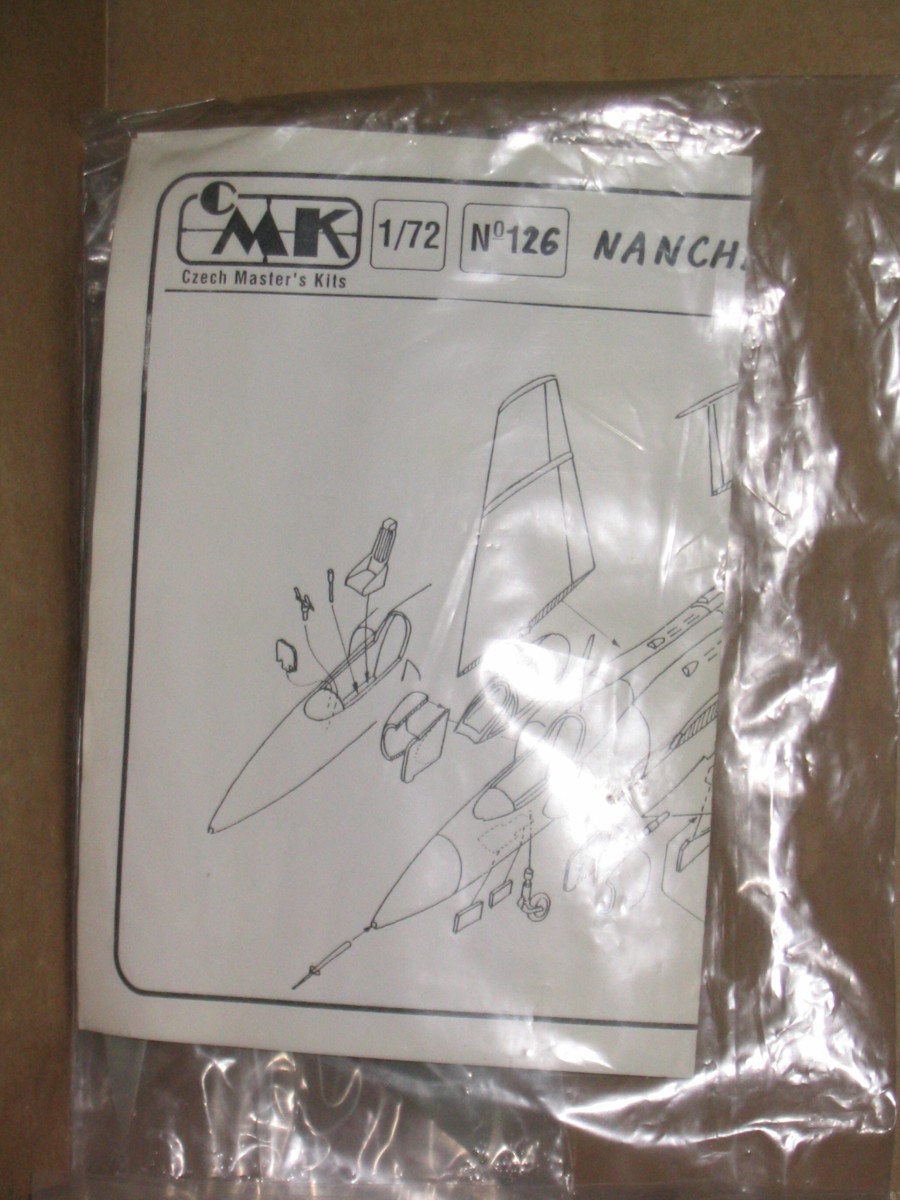 CMK 1/72 Nº126 NANCH
Czech Master's Kits